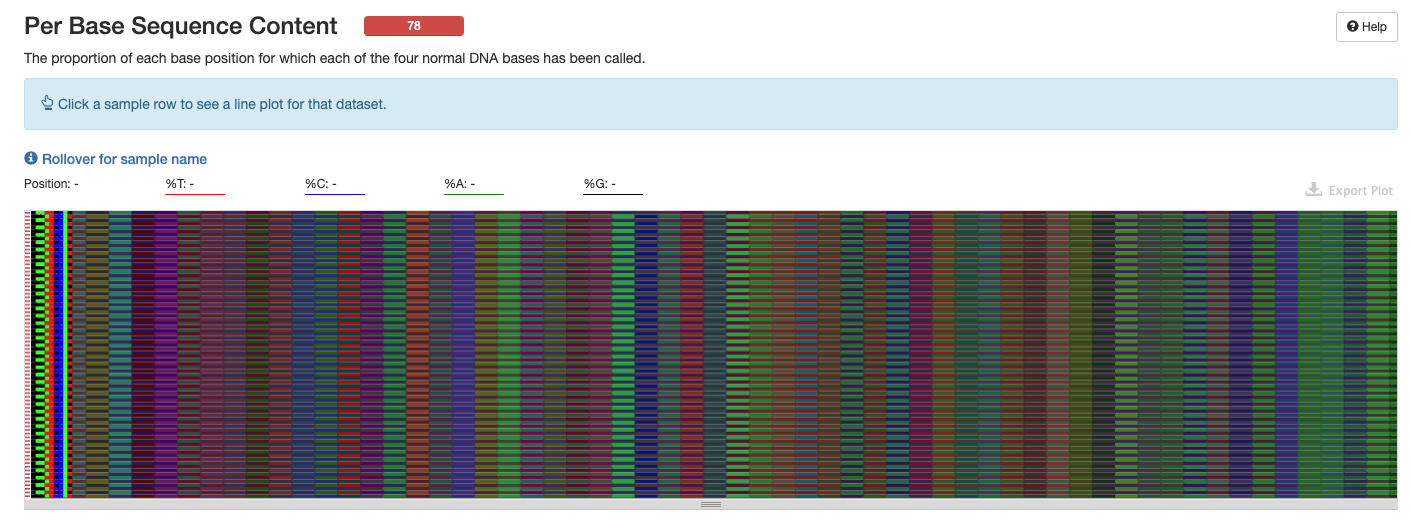 Per Base Sequence Content 78 Help
The proportion of each base position for which each of the four normal DNA bases has been called.
Click a sample row to see a line plot for that dataset.
Rollover for sample name
Position: - %T: - %C: - %A: - %G: - Export Plot